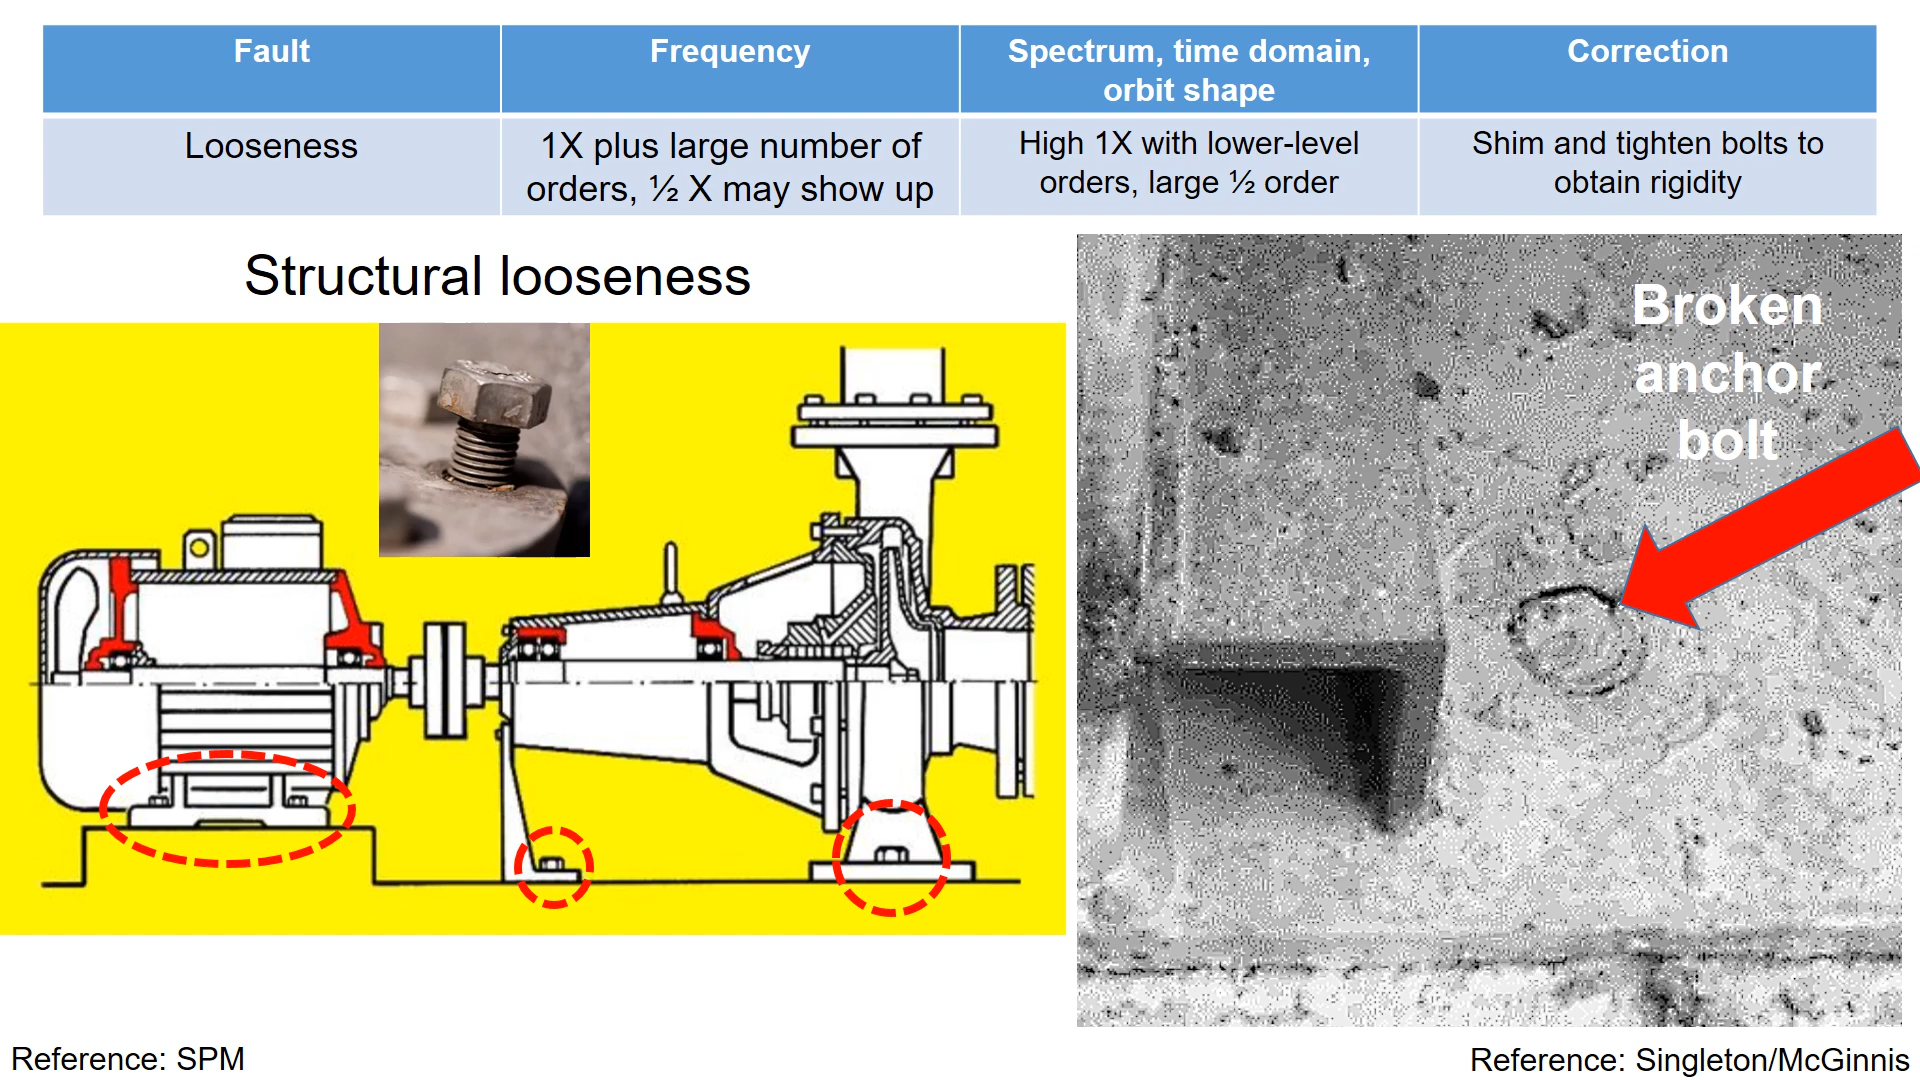 Fault
Frequency
Spectrum, time domain,
orbit shape
Correction
Looseness
1X plus large number of
orders, ½ X may show up
High 1X with lower-level
orders, large ½ order
Shim and tighten bolts to
obtain rigidity
Structural looseness
Broken
anchor
bolt
Reference: SPM
Reference: Singleton/McGinnis